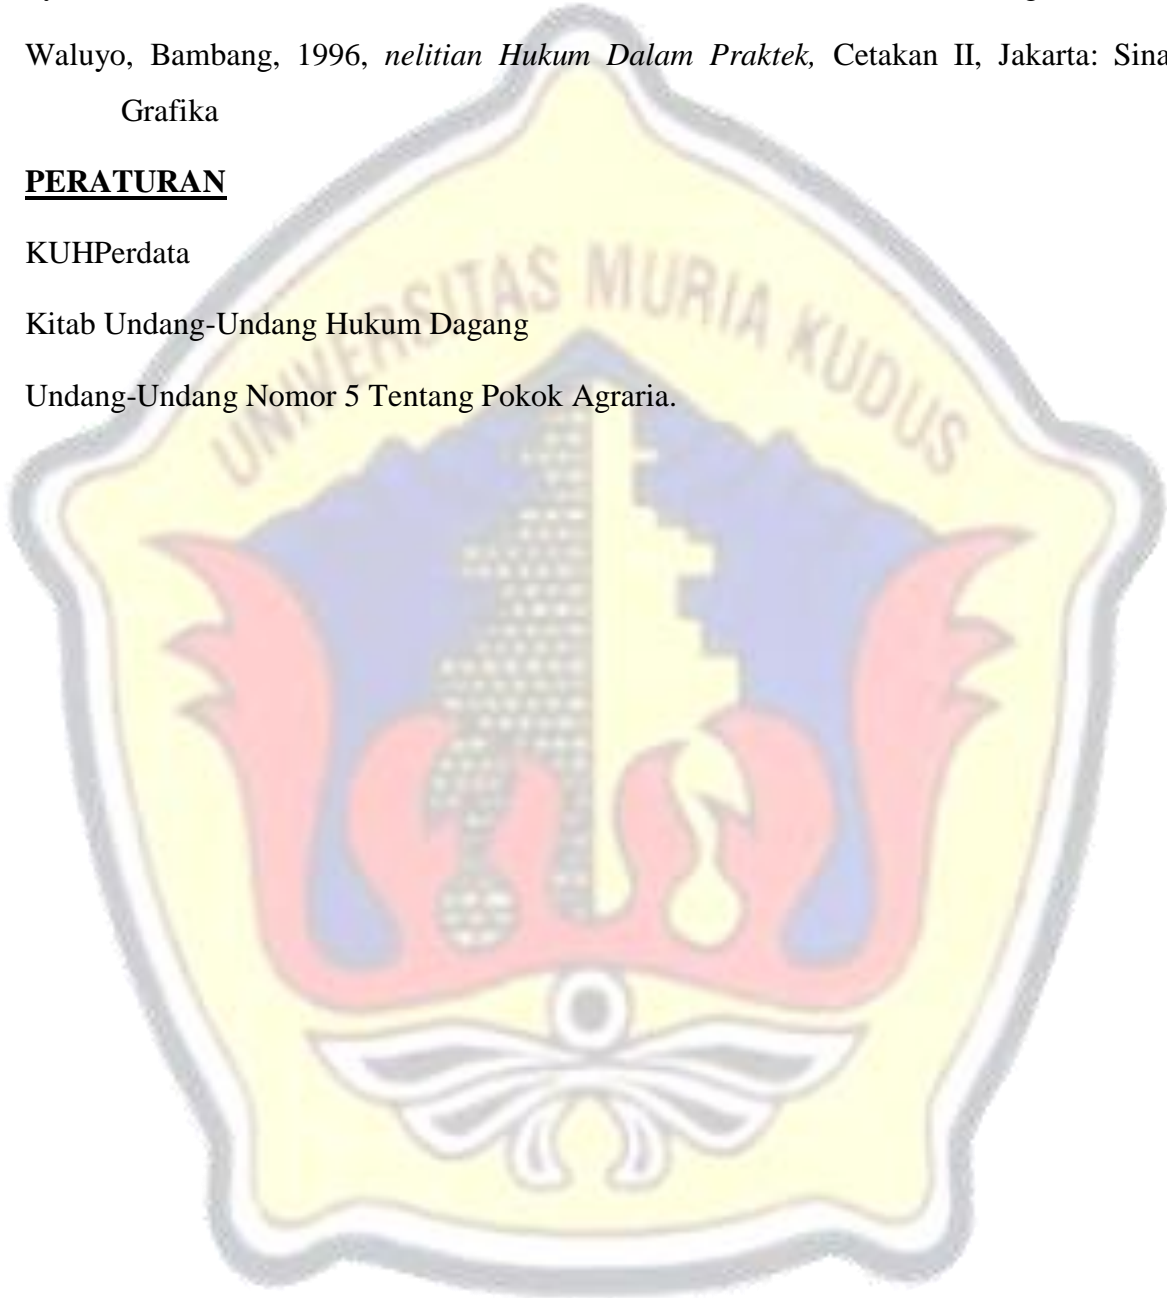 Waluyo, Bambang, 1996, nelitian Hukum Dalam Praktek, Cetakan II, Jakarta: Sina
Grafika
PERATURAN
KUHPerdata
Kitab Undang-Undang Hukum Dagang
Undang-Undang Nomor 5 Tentang Pokok Agraria.
UNIVERSITAS MURIA KUDUS